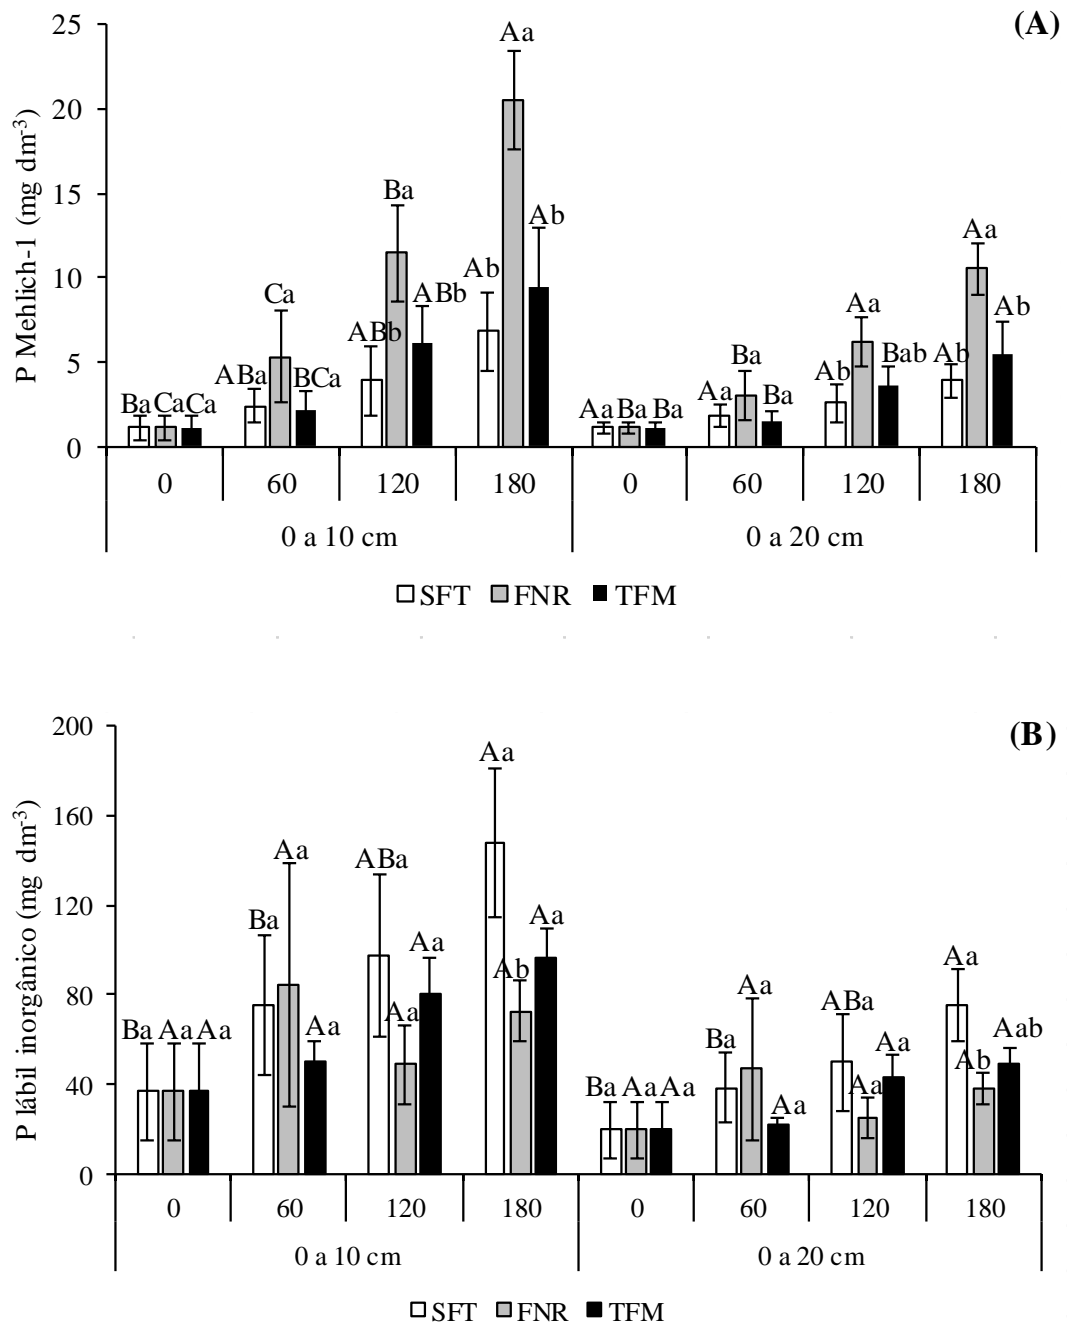 (A)
P Mehlich-1 (mg dm-3)
25
20
15
10
5
0
Aa
Ba
Ab
Aa
Ca
Ab
ABb
Aa
Ab
ABb
Ba
Ab
Bab
Ab
ABa
BCa
Aa
Ba
Ba
Ca
Ca
Aa
Ba
Ba
0 60 120 180 0 60 120 180
0 a 10 cm 0 a 20 cm
SFT FNR TFM
(B)
P lábil inorgânico (mg dm-3)
200
160
120
80
40
0
Aa
Aa
ABa
Ba
Aa
Aa
Ab
Aa
Aa
Aa
ABa
Aab
Ba
Aa
Aa
Ba
Aa
Aa
Aa
Ab
Aa
Ba
Aa
Aa
0 60 120 180 0 60 120 180
0 a 10 cm 0 a 20 cm
SFT FNR TFM